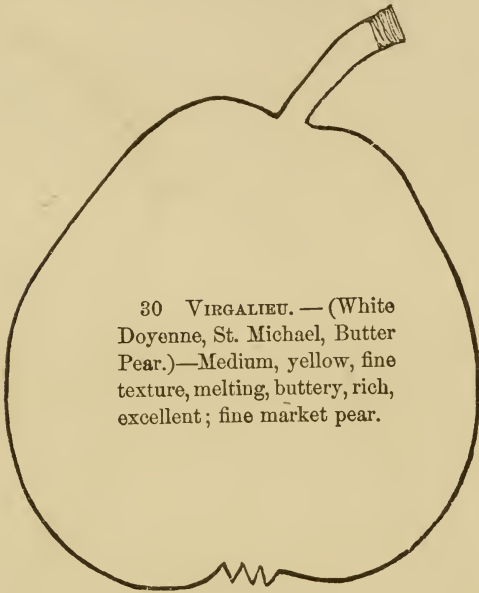 30 VIRGALIEU. — (White
Doyenne, St. Michael, Butter
Pear.)—Medium, yellow, fine
texture, melting, buttery, rich,
excellent; fine market pear.